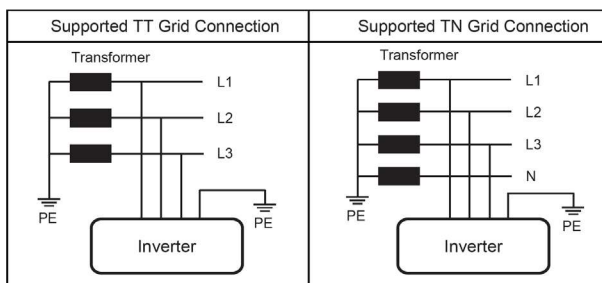 Supported TT Grid Connection
Transformer
L1
L2
L3
PE
PE
Inverter
Supported TN Grid Connection
Transformer
L1
L2
L3
N
PE
PE
Inverter